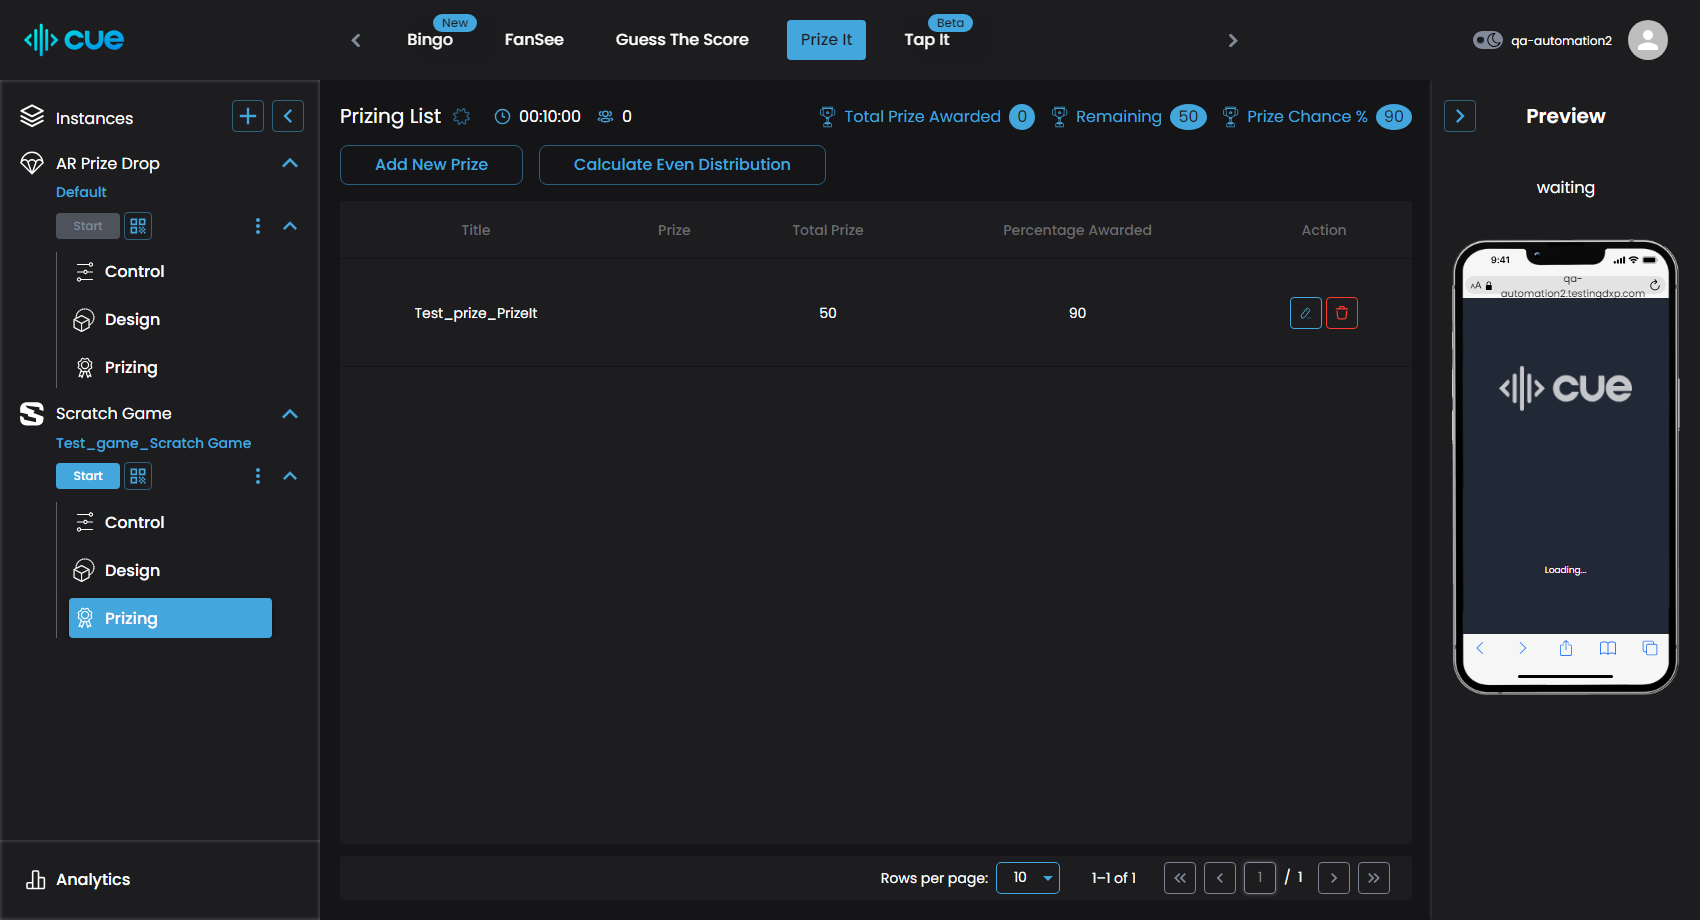 cue
New
Bingo
FanSee
Guess The Score
Prize It
Beta
Tap It
qa-automation2
Instances
AR Prize Drop
Default
Start
Control
Design
Prizing
Scratch Game
Test_game_Scratch Game
Start
Control
Design
Prizing
Analytics
Prizing List
00:10:00
0
Total Prize Awarded 0
Remaining 50
Prize Chance % 90
Add New Prize
Calculate Even Distribution
Title Prize Total Prize Percentage Awarded Action
Test_prize_PrizeIt 50 90
Rows per page: 10 1–1 of 1 1 / 1
Preview
waiting
9:41
AA
qa-
automation2.testingdxp.com
cue
Loading...